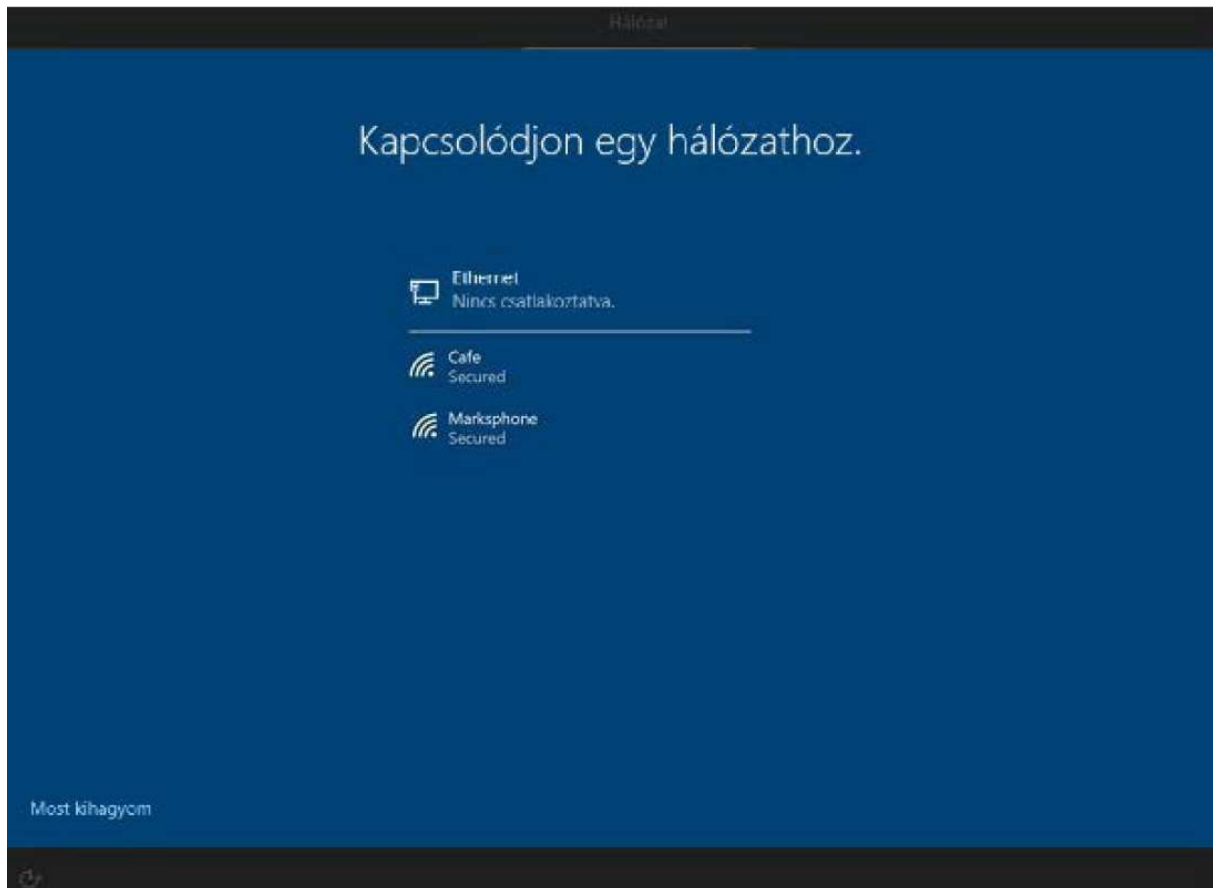 Hálózat
Kapcsolódjon egy hálózathoz.
Ethernet
Nincs csatlakoztatva.
Cafe
Secured
Marksphone
Secured
Most kihagyom